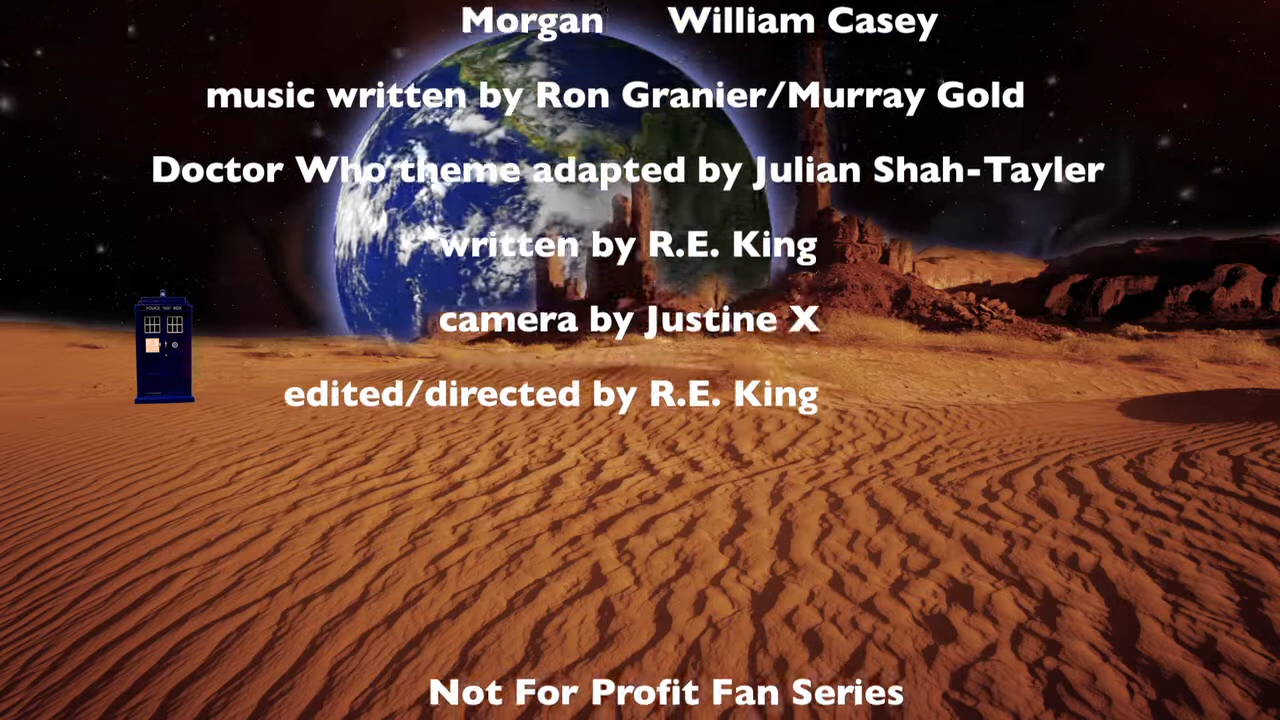 Morgan William Casey
music written by Ron Granier/Murray Gold
Doctor Who theme adapted by Julian Shah-Tayler
written by R.E. King
camera by Justine X
edited/directed by R.E. King
Not For Profit Fan Series